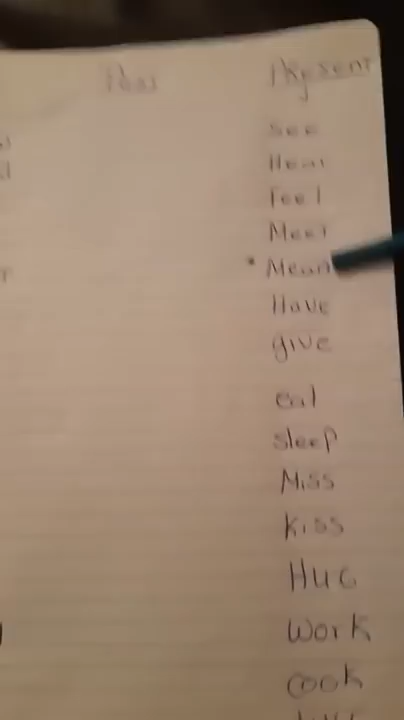 Past Present
See
Hear
Feel
Meet
* Mean
Have
give
eat
sleep
Miss
kiss
Hug
work
cook